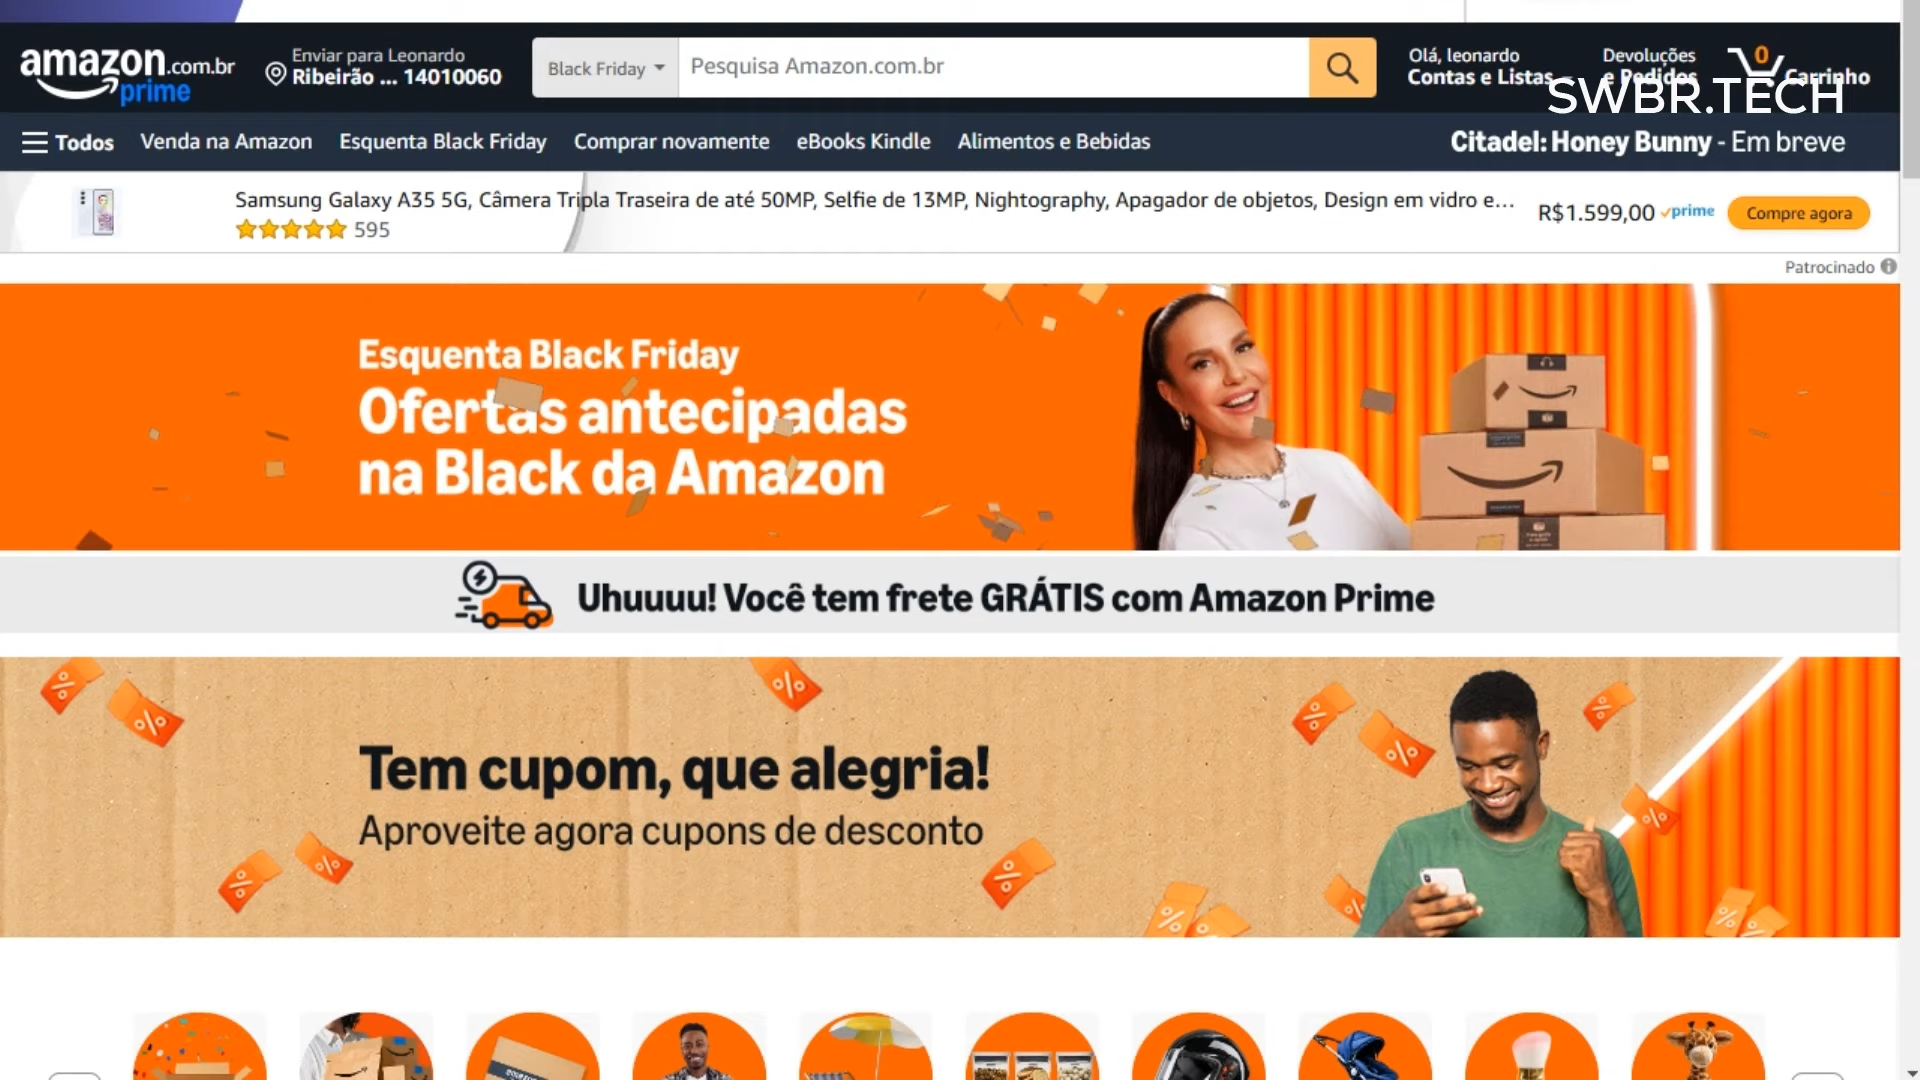 amazon.com.br
prime
Enviar para Leonardo
Ribeirão ... 14010060
Black Friday
Pesquisa Amazon.com.br
Olá, leonardo
Contas e Listas
Devoluções
e Pedidos
0
Carrinho
SWBR.TECH
Todos
Venda na Amazon
Esquenta Black Friday
Comprar novamente
eBooks Kindle
Alimentos e Bebidas
Citadel: Honey Bunny - Em breve
Samsung Galaxy A35 5G, Câmera Tripla Traseira de até 50MP, Selfie de 13MP, Nightography, Apagador de objetos, Design em vidro e...
595
R$1.599,00 prime
Compre agora
Patrocinado
Esquenta Black Friday
Ofertas antecipadas
na Black da Amazon
Uhuuuu! Você tem frete GRÁTIS com Amazon Prime
Tem cupom, que alegria!
Aproveite agora cupons de desconto